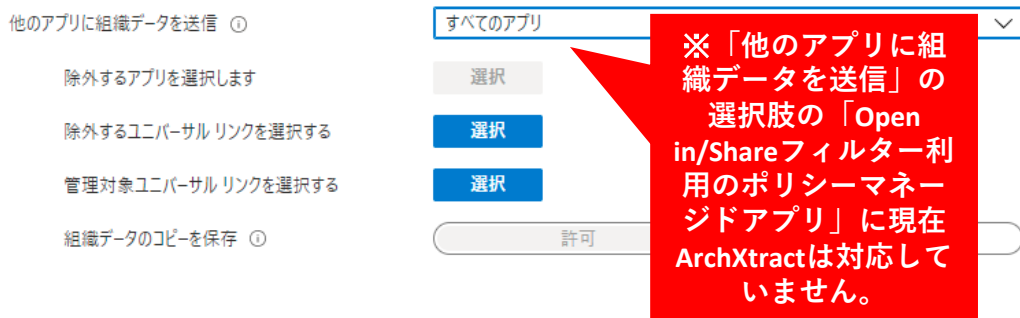 他のアプリに組織データを送信 ⓘ
すべてのアプリ
除外するアプリを選択します
選択
除外するユニバーサル リンクを選択する
選択
管理対象ユニバーサル リンクを選択する
選択
組織データのコピーを保存 ⓘ
許可
※「他のアプリに組
織データを送信」の
選択肢の「Open
in/Shareフィルター利
用のポリシーマネー
ジドアプリ」に現在
ArchXtractは対応して
いません。